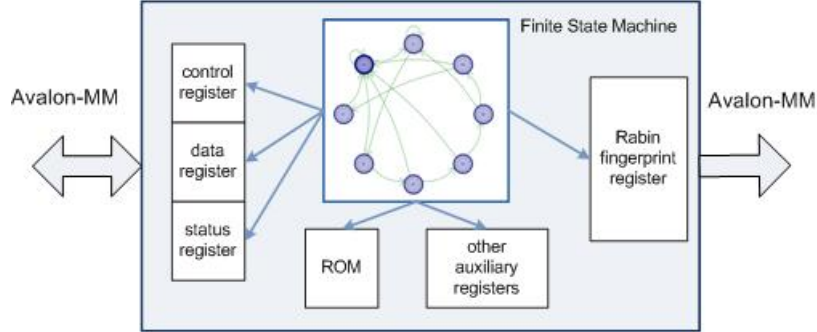 Finite State Machine
control
register
data
register
status
register
Avalon-MM
Avalon-MM
Rabin
fingerprint
register
ROM
other
auxiliary
registers